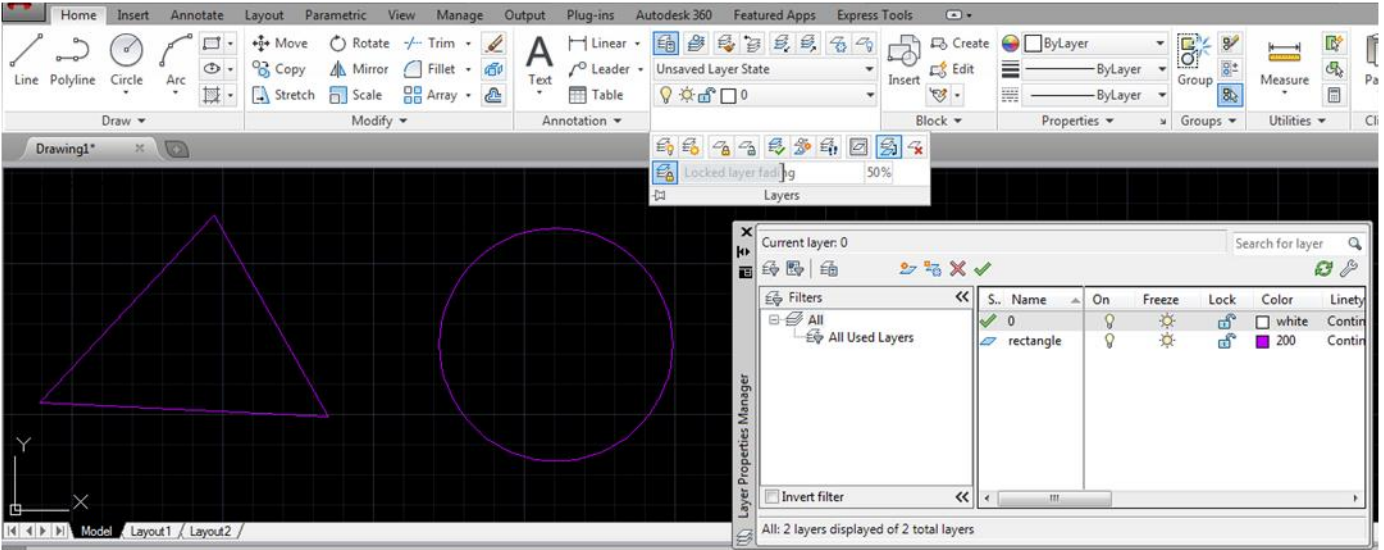 Home Insert Annotate Layout Parametric View Manage Output Plug-ins Autodesk 360 Featured Apps Express Tools
Move Rotate Trim Linear Create ByLayer
Line Polyline Circle Arc Copy Mirror Fillet Text Leader Unsaved Layer State Insert Edit ByLayer Group Measure
Stretch Scale Array Table 0 ByLayer
Draw Modify Annotation Block Properties Groups Utilities
Drawing1*
Locked layer fading 50%
Layers
Current layer: 0 Search for layer
Filters S.. Name On Freeze Lock Color Linety
All 0 white Contin
All Used Layers rectangle 200 Contin
Layer Properties Manager
Y
X
Invert filter
Model Layout1 Layout2
All: 2 layers displayed of 2 total layers